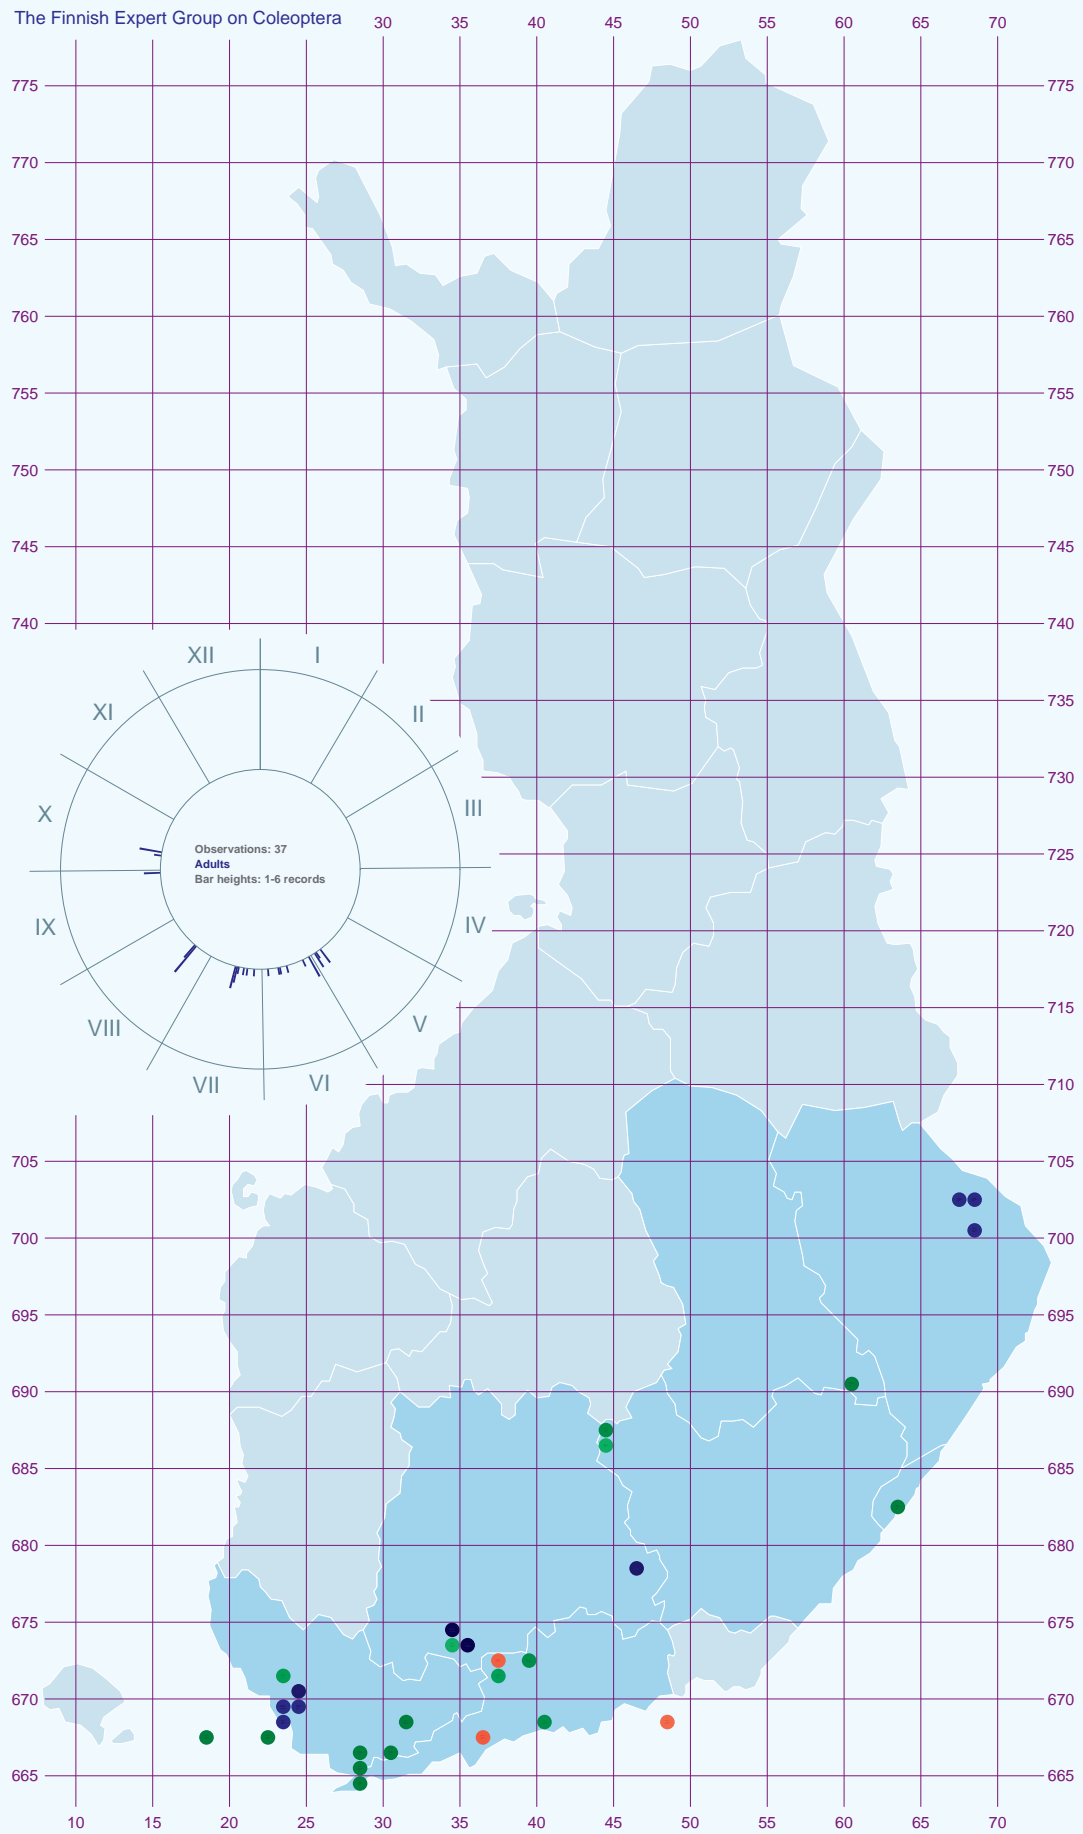 The Finnish Expert Group on Coleoptera
30 35 40 45 50 55 60 65 70
775 775
770 770
765 765
760 760
755 755
750 750
745 745
740 740
XII I
XI II
735
730
X III
Observations: 37
Adults
Bar heights: 1-6 records
725
IX IV
720
715
VIII V
VII VI
710
705 705
700 700
695 695
690 690
685 685
680 680
675 675
670 670
665 665
10 15 20 25 30 35 40 45 50 55 60 65 70